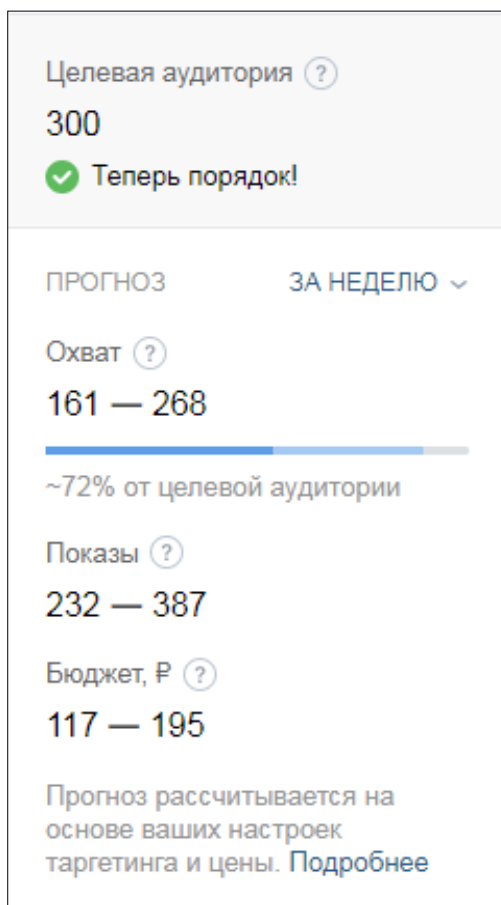 Целевая аудитория ?
300
Теперь порядок!
ПРОГНОЗ ЗА НЕДЕЛЮ
Охват ?
161 — 268
~72% от целевой аудитории
Показы ?
232 — 387
Бюджет, ₽ ?
117 — 195
Прогноз рассчитывается на
основе ваших настроек
таргетинга и цены. Подробнее